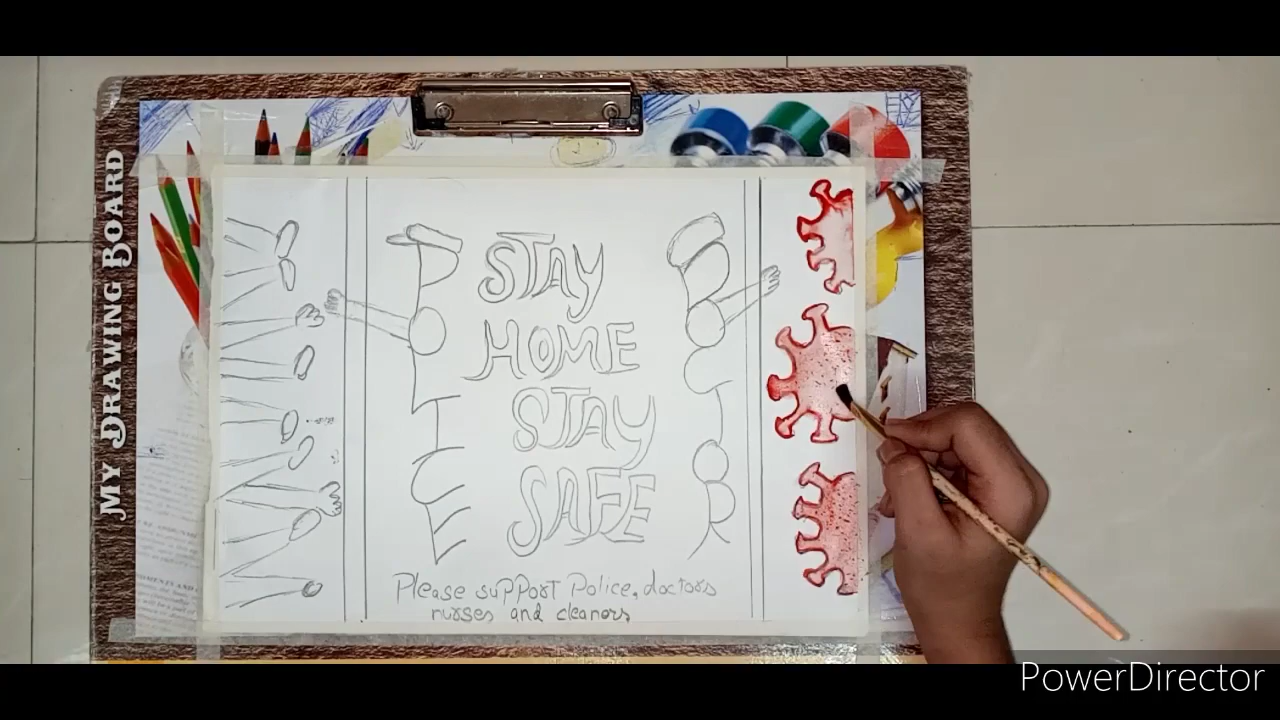 MY DRAWING BOARD
POLICE
STAY
HOME
STAY
SAFE
DOCTOR
Please support Police, doctors
nurses and cleaners
PowerDirector